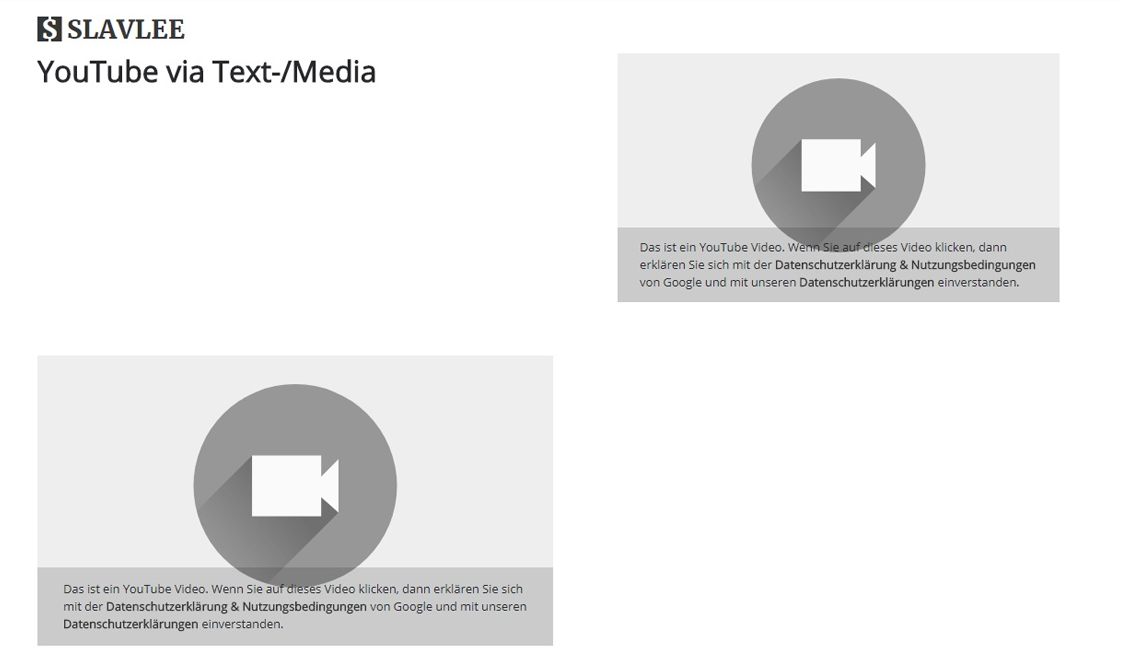 SLAVLEE
YouTube via Text-/Media
Das ist ein YouTube Video. Wenn Sie auf dieses Video klicken, dann
erklären Sie sich mit der Datenschutzerklärung & Nutzungsbedingungen
von Google und mit unseren Datenschutzerklärungen einverstanden.
Das ist ein YouTube Video. Wenn Sie auf dieses Video klicken, dann erklären Sie sich
mit der Datenschutzerklärung & Nutzungsbedingungen von Google und mit unseren
Datenschutzerklärungen einverstanden.